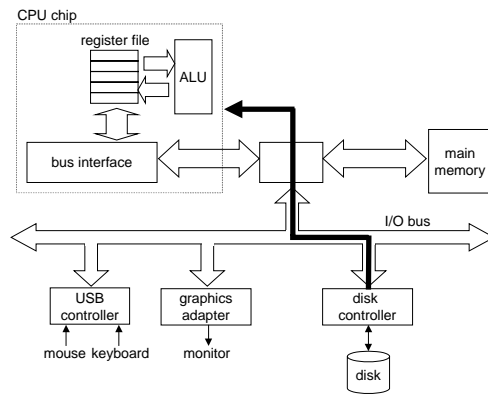 CPU chip
register file
ALU
bus interface
main
memory
I/O bus
USB
controller
graphics
adapter
disk
controller
mouse keyboard
monitor
disk